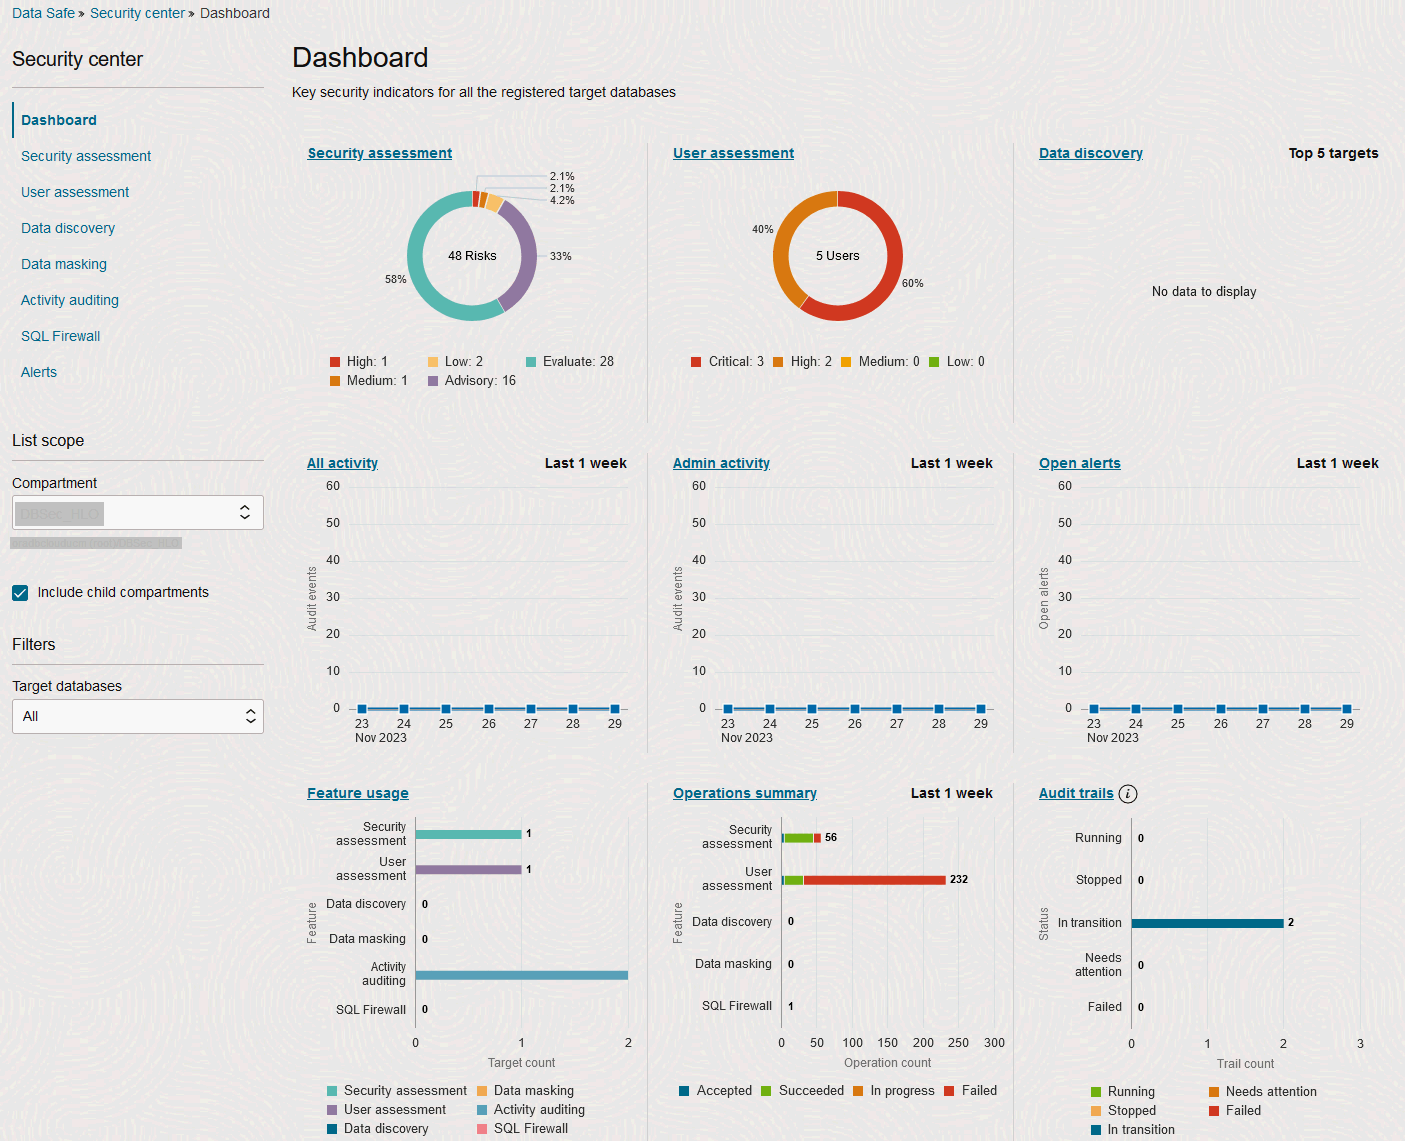 Data Safe » Security center » Dashboard
Security center
Dashboard
Security assessment
User assessment
Data discovery
Data masking
Activity auditing
SQL Firewall
Alerts
List scope
Compartment
DBSec_HLO
Include child compartments
Filters
Target databases
All
Dashboard
Key security indicators for all the registered target databases
Security assessment
2.1%
2.1%
4.2%
33%
58%
48 Risks
High: 1 Low: 2 Evaluate: 28
Medium: 1 Advisory: 16
User assessment
40%
5 Users
60%
Critical: 3 High: 2 Medium: 0 Low: 0
Data discovery Top 5 targets
No data to display
All activity Last 1 week
Audit events
60
50
40
30
20
10
0
23 24 25 26 27 28 29
Nov 2023
Admin activity Last 1 week
Audit events
60
50
40
30
20
10
0
23 24 25 26 27 28 29
Nov 2023
Open alerts Last 1 week
Open alerts
60
50
40
30
20
10
0
23 24 25 26 27 28 29
Nov 2023
Feature usage
Feature
Security
assessment 1
User
assessment 1
Data discovery 0
Data masking 0
Activity
auditing
SQL Firewall 0
0 1 2
Target count
Security assessment Data masking
User assessment Activity auditing
Data discovery SQL Firewall
Operations summary Last 1 week
Feature
Security
assessment 56
User
assessment 232
Data discovery 0
Data masking 0
SQL Firewall 1
0 50 100 150 200 250 300
Operation count
Accepted Succeeded In progress Failed
Audit trails i
Status
Running 0
Stopped 0
In transition 2
Needs
attention 0
Failed 0
0 1 2 3
Trail count
Running Needs attention
Stopped Failed
In transition